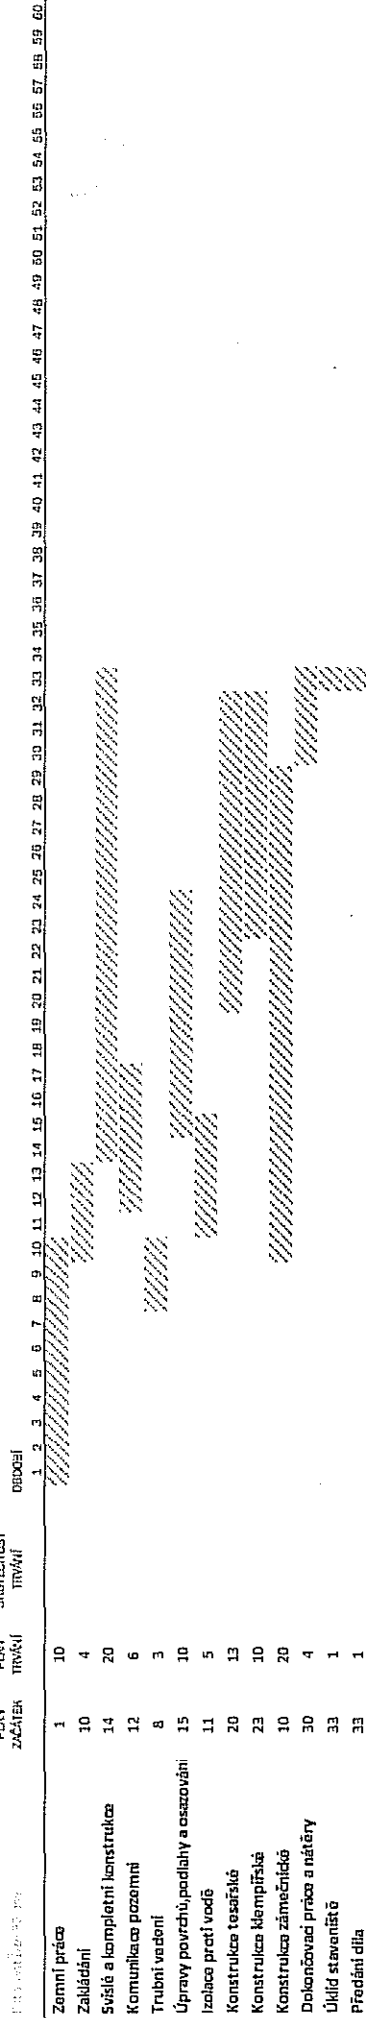 PLÁN PLÁN SKUTEČNOST
ZAČÁTEK TRVÁNÍ TRVÁNÍ OBDOBÍ
1 2 3 4 5 6 7 8 9 10 11 12 13 14 15 16 17 18 19 20 21 22 23 24 25 26 27 28 29 30 31 32 33 34 35 36 37 38 39 40 41 42 43 44 45 46 47 48 49 50 51 52 53 54 55 56 57 58 59 60
Zemní práce 1 10
Zakládání 10 4
Svislé a kompletní konstrukce 14 20
Komunikace pozemní 12 6
Trubní vedení 8 3
Úpravy povrchů,podlahy a osazování 15 10
Izolace proti vodě 11 5
Konstrukce tesařské 20 13
Konstrukce klempířské 23 10
Konstrukce zámečnické 10 20
Dokončovací práce a nátěry 30 4
Úklid staveniště 33 1
Předání díla 33 1